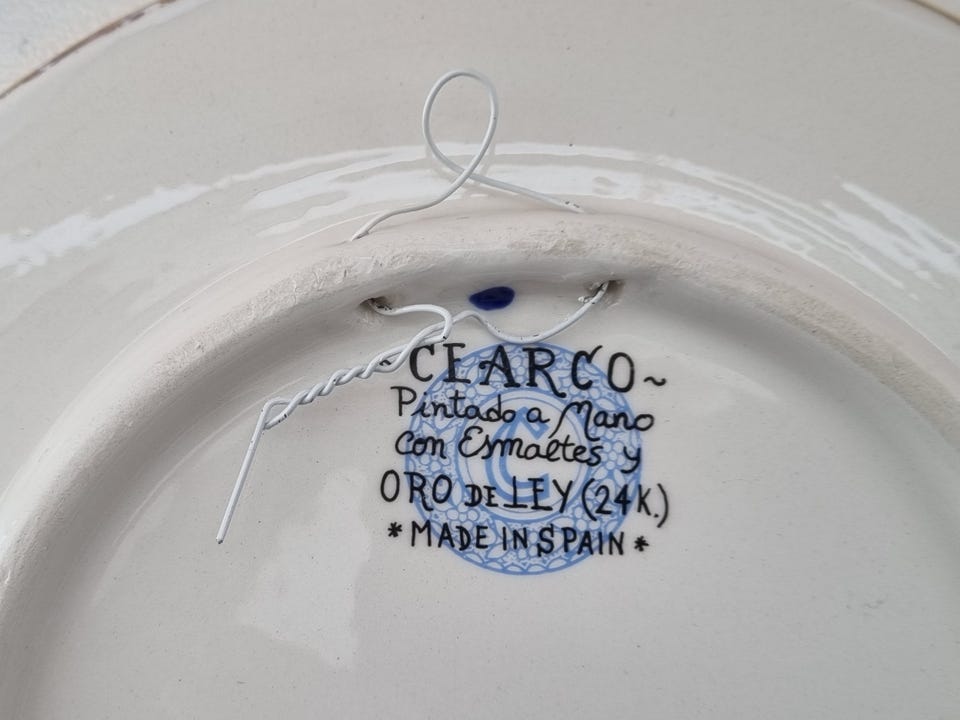 CEARCO~
Pintado a Mano
Con Esmaltes y
ORO DE LEY (24K.)
* MADE IN SPAIN *
C